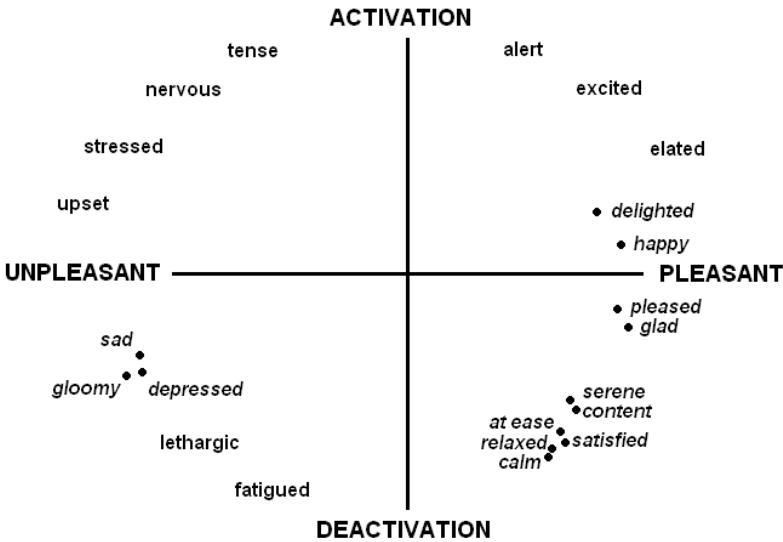 ACTIVATION
tense
alert
nervous
excited
stressed
elated
upset
delighted
happy
UNPLEASANT
PLEASANT
pleased
glad
sad
gloomy
depressed
serene
content
at ease
relaxed
satisfied
calm
lethargic
fatigued
DEACTIVATION